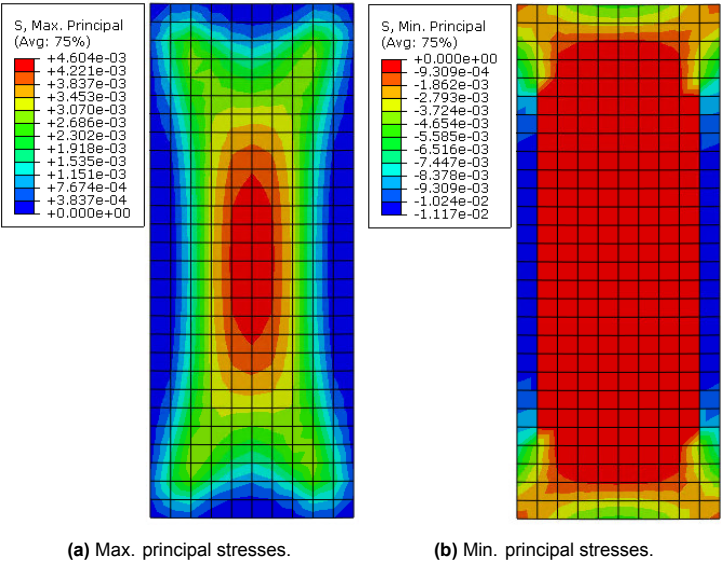 S, Max. Principal
(Avg: 75%)
+4.604e-03
+4.221e-03
+3.837e-03
+3.453e-03
+3.070e-03
+2.686e-03
+2.302e-03
+1.918e-03
+1.535e-03
+1.151e-03
+7.674e-04
+3.837e-04
+0.000e+00
S, Min. Principal
(Avg: 75%)
+0.000e+00
-9.309e-04
-1.862e-03
-2.793e-03
-3.724e-03
-4.654e-03
-5.585e-03
-6.516e-03
-7.447e-03
-8.378e-03
-9.309e-03
-1.024e-02
-1.117e-02
(a) Max. principal stresses.
(b) Min. principal stresses.